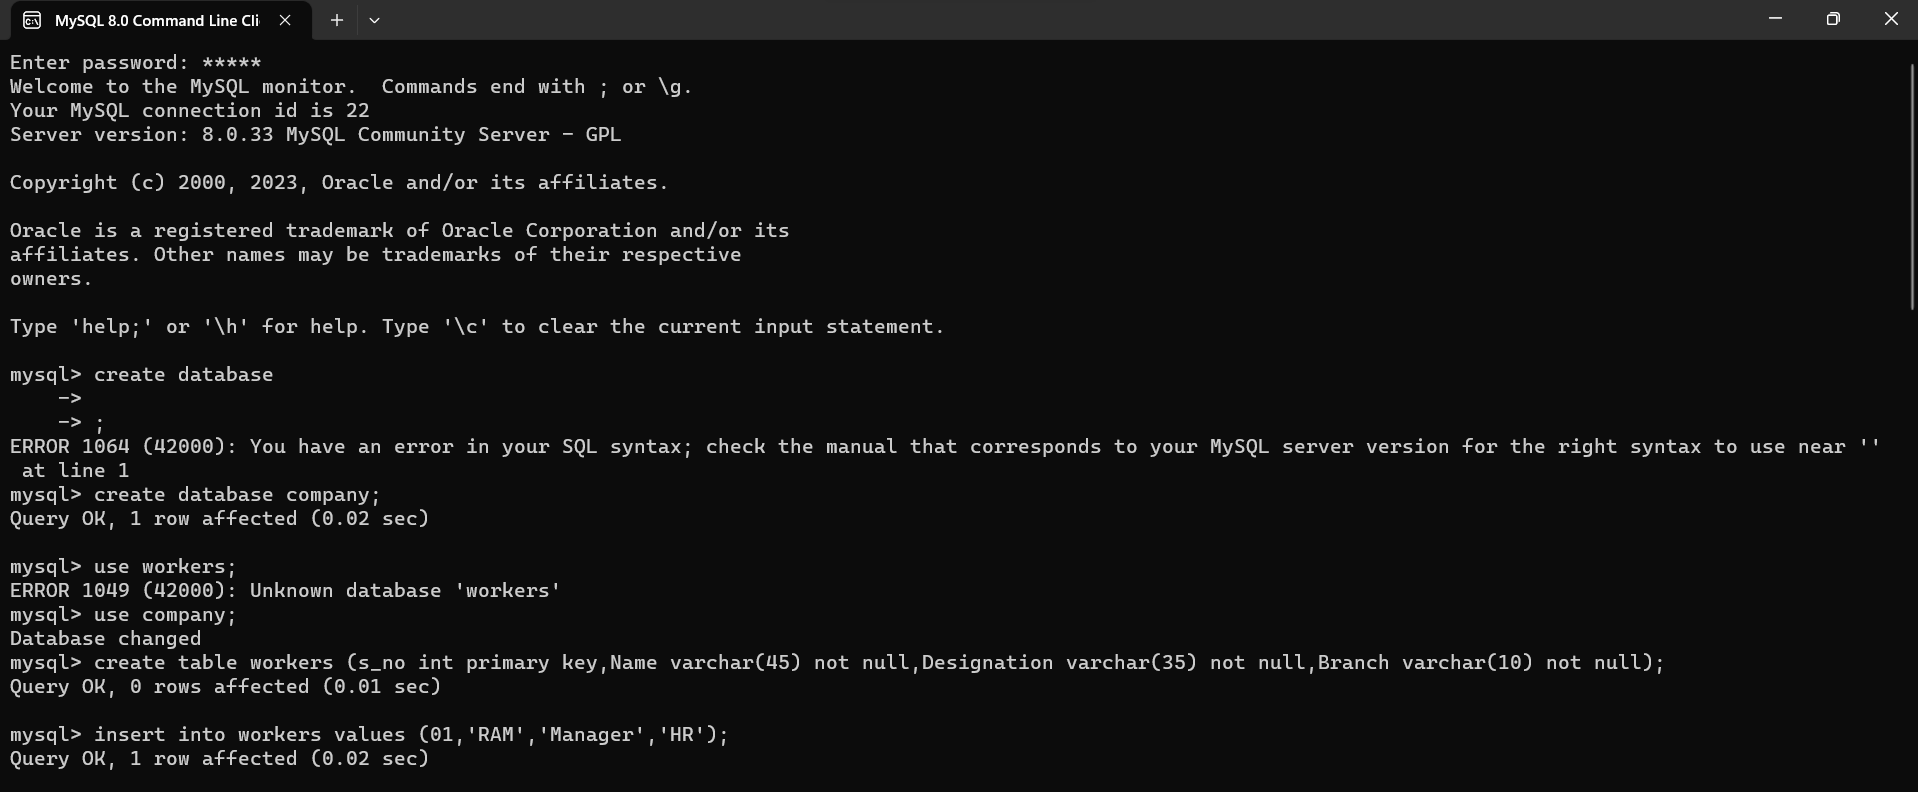 MySQL 8.0 Command Line Cli
Enter password: *****
Welcome to the MySQL monitor.  Commands end with ; or \g.
Your MySQL connection id is 22
Server version: 8.0.33 MySQL Community Server - GPL

Copyright (c) 2000, 2023, Oracle and/or its affiliates.

Oracle is a registered trademark of Oracle Corporation and/or its
affiliates. Other names may be trademarks of their respective
owners.

Type 'help;' or '\h' for help. Type '\c' to clear the current input statement.

mysql> create database
    ->
    -> ;
ERROR 1064 (42000): You have an error in your SQL syntax; check the manual that corresponds to your MySQL server version for the right syntax to use near ''
 at line 1
mysql> create database company;
Query OK, 1 row affected (0.02 sec)

mysql> use workers;
ERROR 1049 (42000): Unknown database 'workers'
mysql> use company;
Database changed
mysql> create table workers (s_no int primary key,Name varchar(45) not null,Designation varchar(35) not null,Branch varchar(10) not null);
Query OK, 0 rows affected (0.01 sec)

mysql> insert into workers values (01,'RAM','Manager','HR');
Query OK, 1 row affected (0.02 sec)